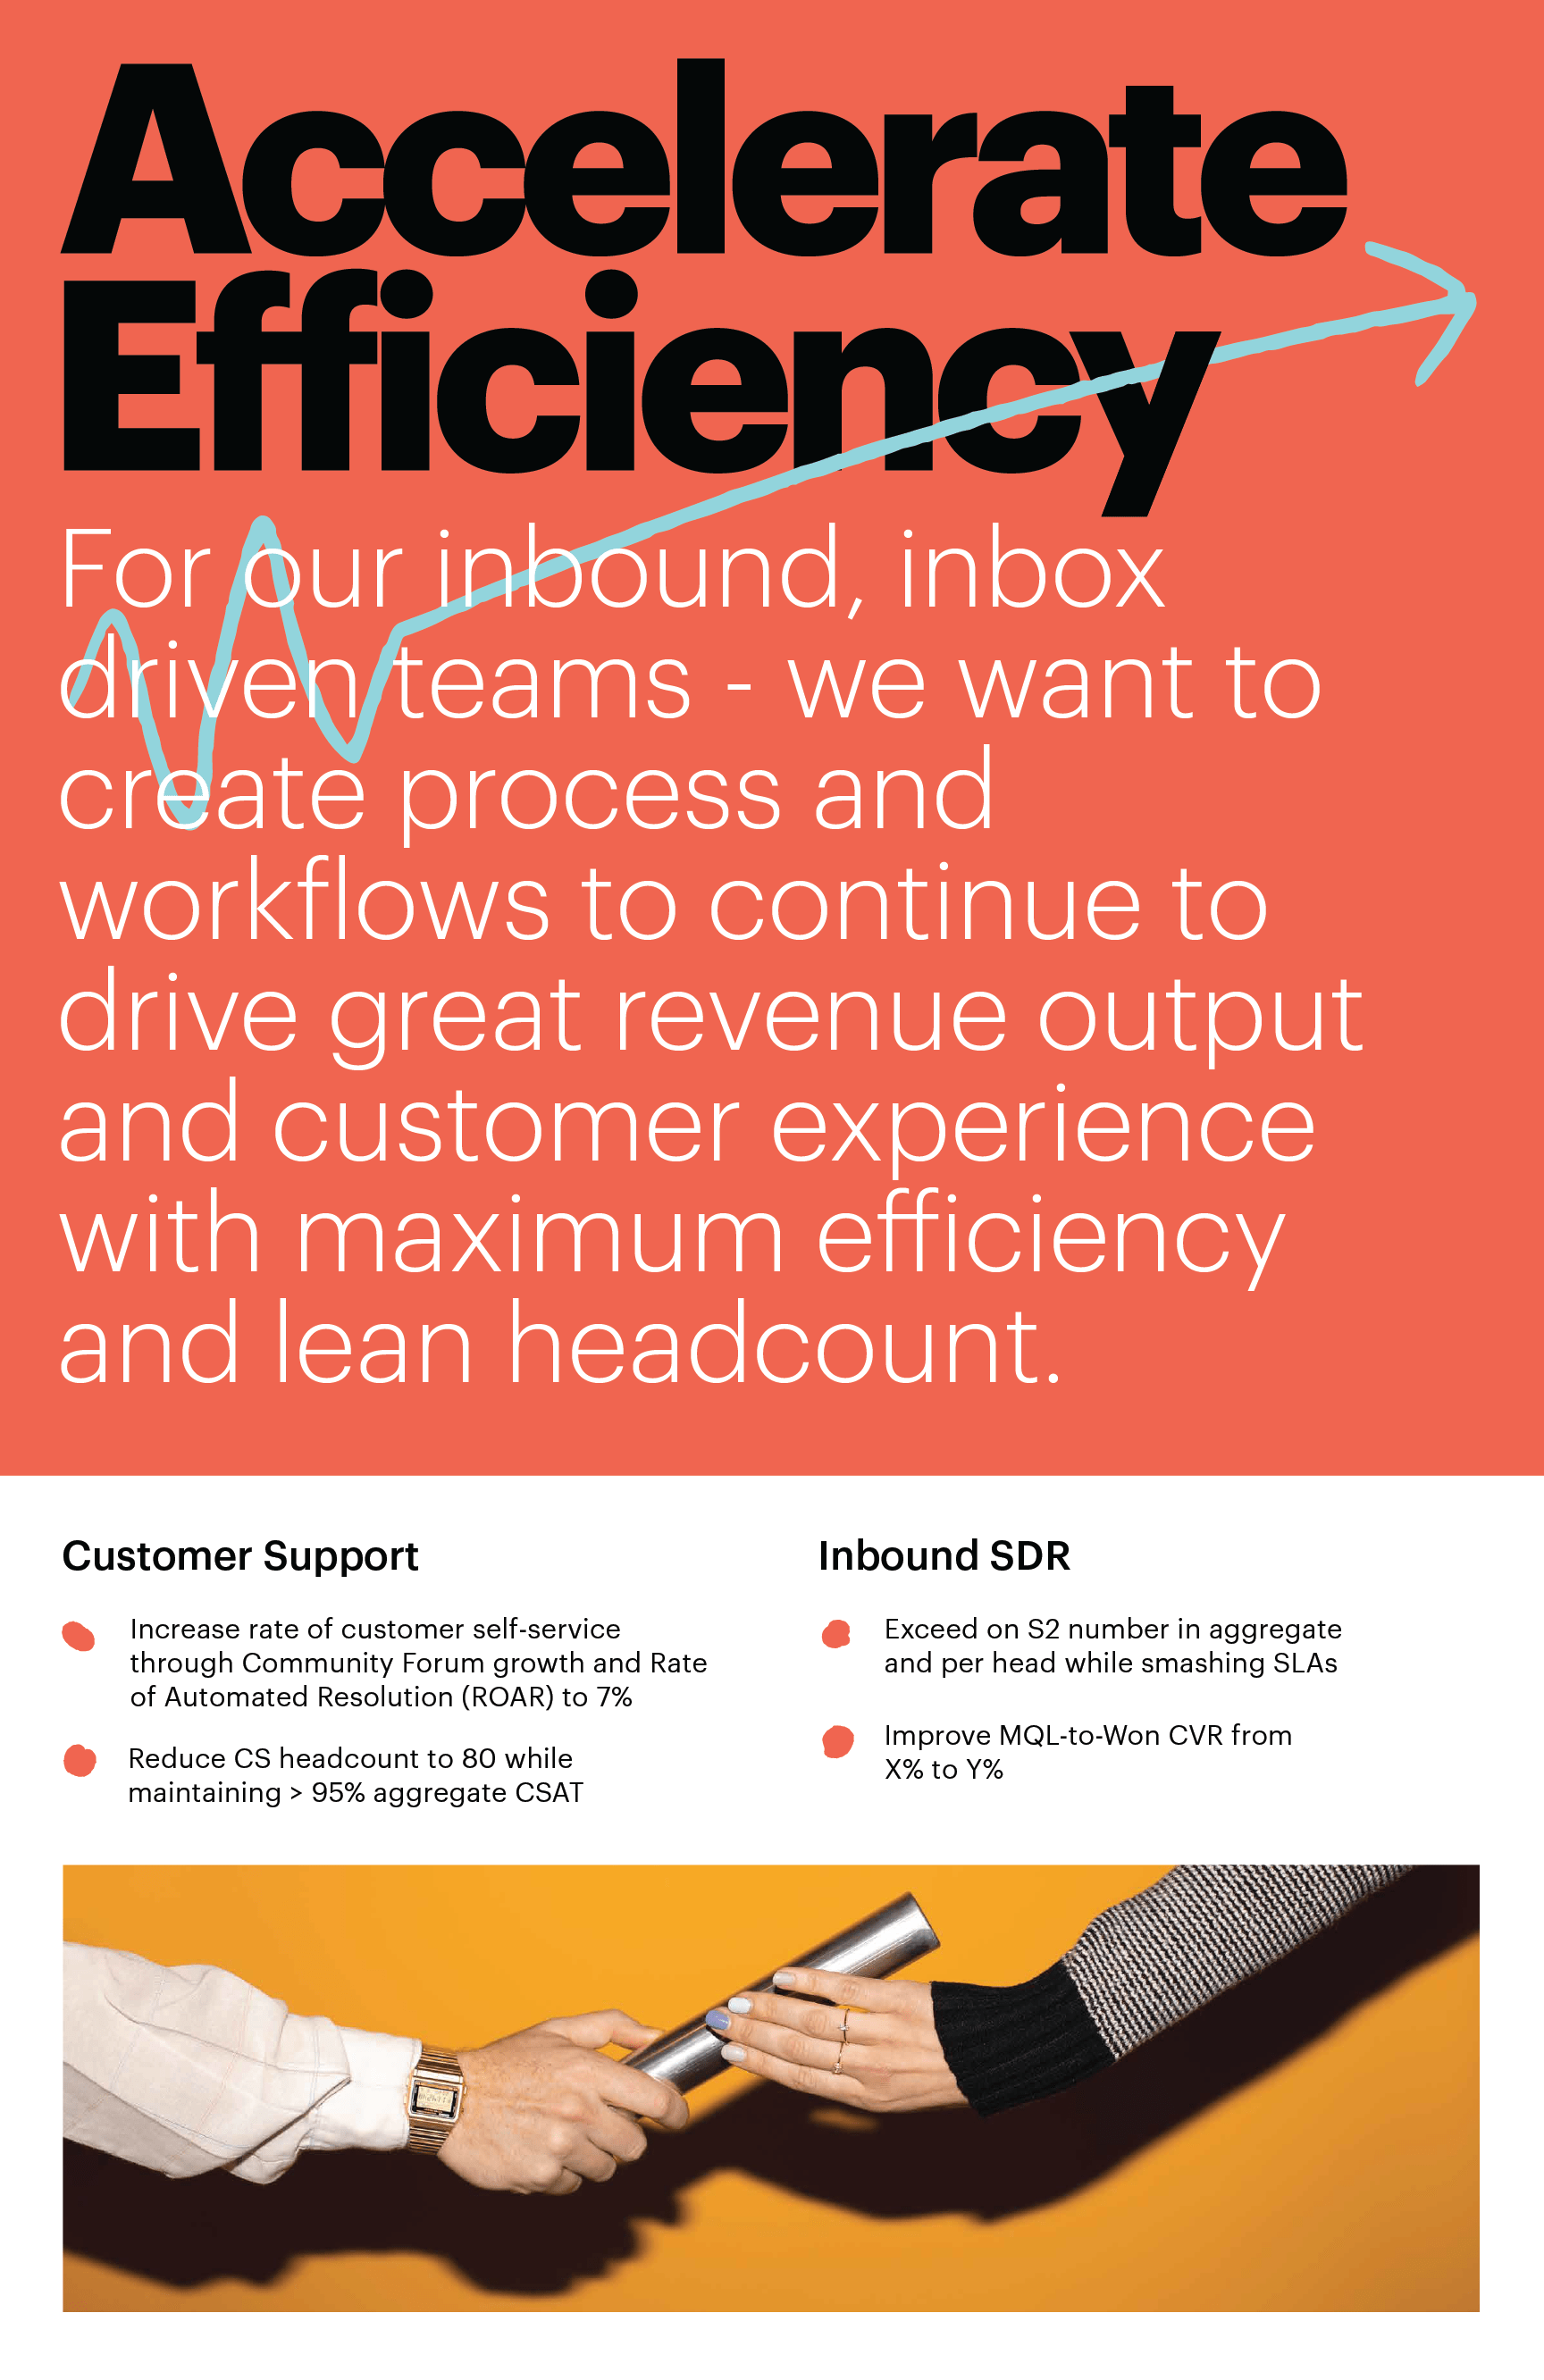 Accelerate
Efficiency
For our inbound, inbox
driven teams - we want to
create process and
workflows to continue to
drive great revenue output
and customer experience
with maximum efficiency
and lean headcount.
Customer Support
Increase rate of customer self-service
through Community Forum growth and Rate
of Automated Resolution (ROAR) to 7%
Reduce CS headcount to 80 while
maintaining > 95% aggregate CSAT
Inbound SDR
Exceed on S2 number in aggregate
and per head while smashing SLAs
Improve MQL-to-Won CVR from
X% to Y%